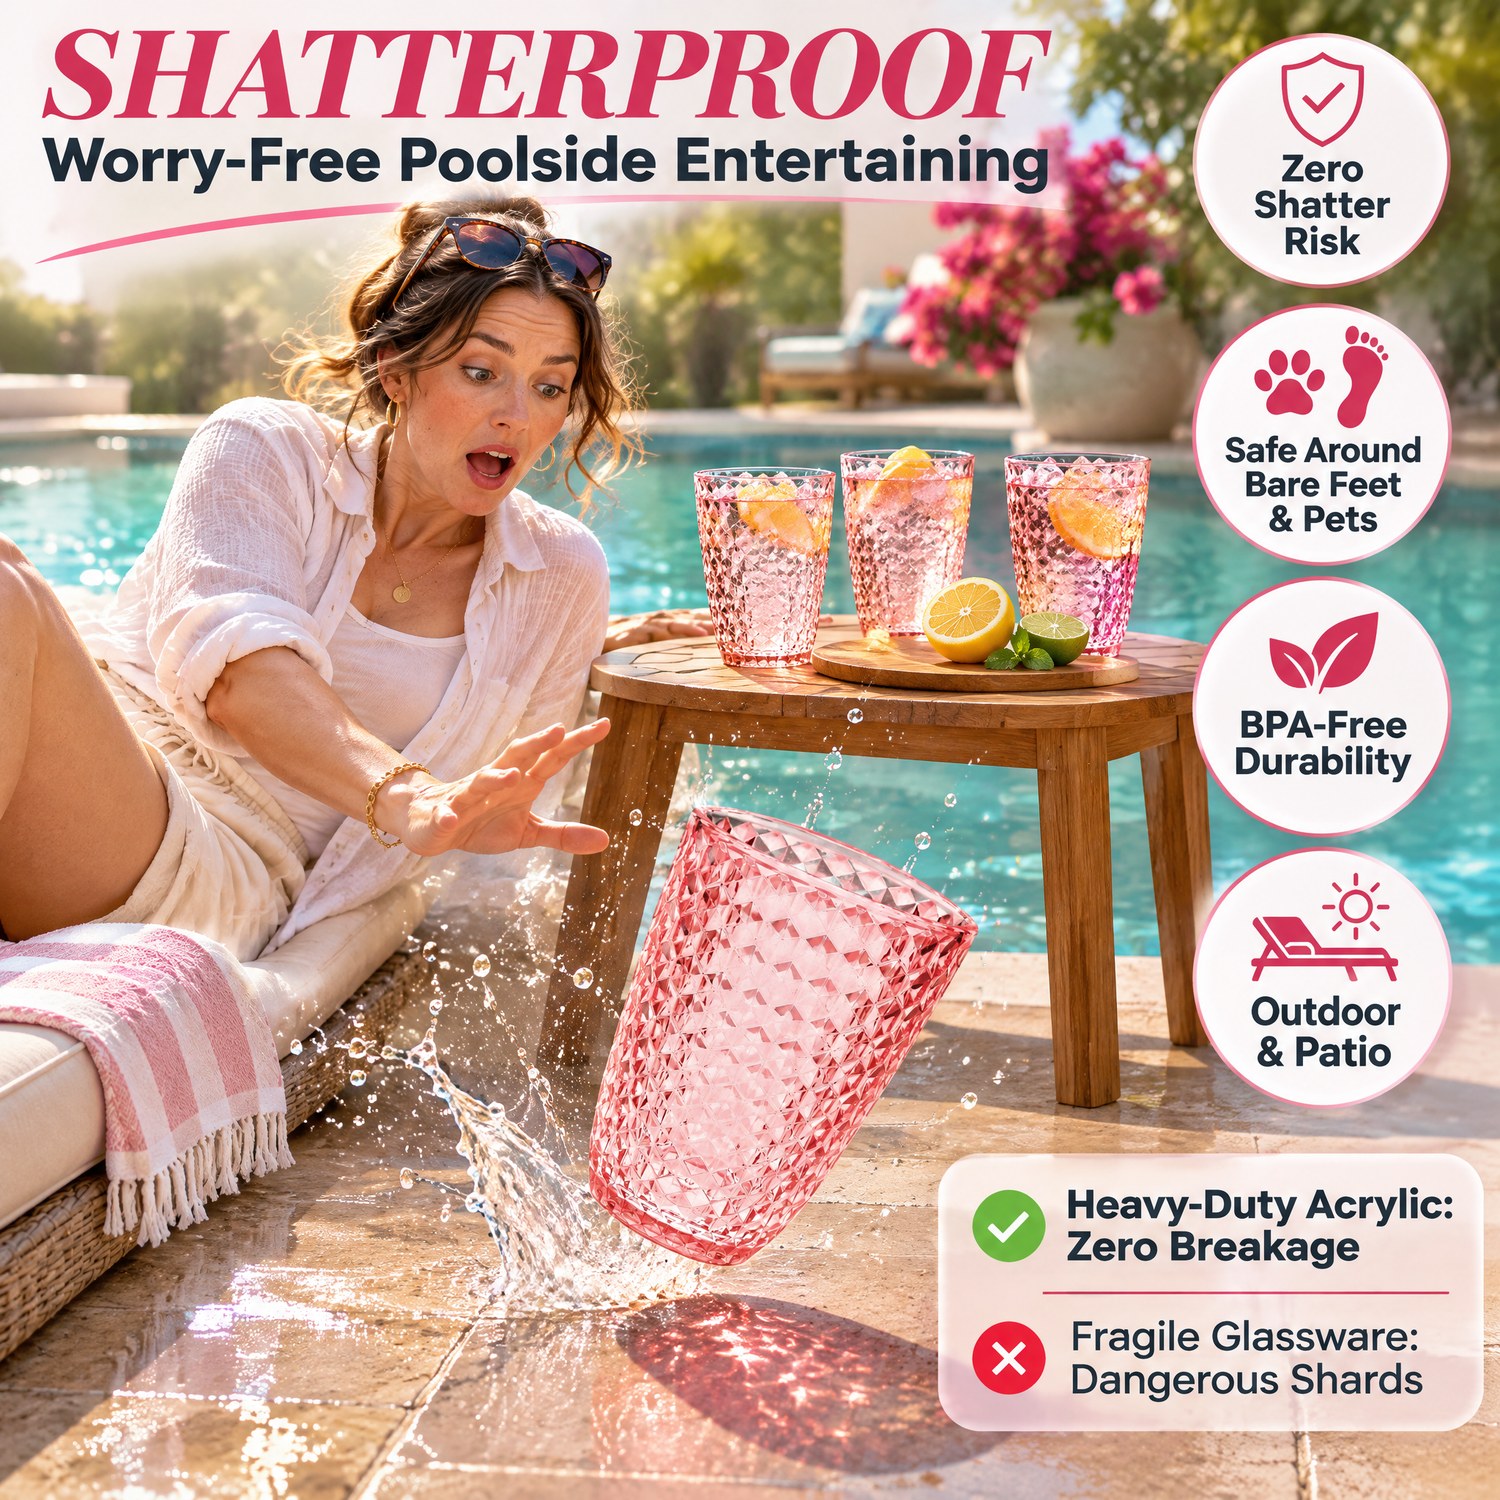 SHATTERPROOF
Worry-Free Poolside Entertaining
Zero
Shatter
Risk
Safe Around
Bare Feet
& Pets
BPA-Free
Durability
Outdoor
& Patio
Heavy-Duty Acrylic:
Zero Breakage
Fragile Glassware:
Dangerous Shards